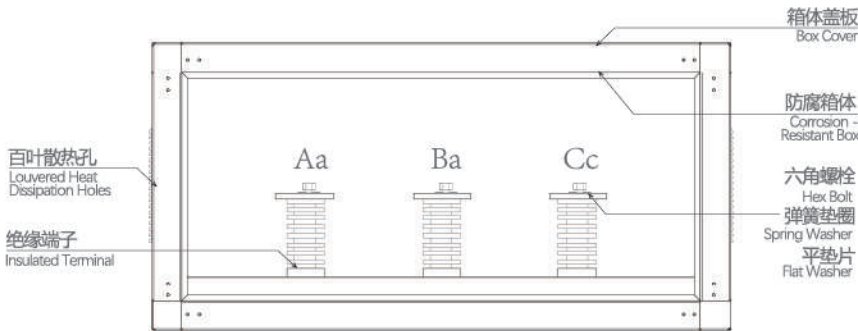 箱体盖板
Box Cover
防腐箱体
Corrosion -
Resistant Box
百叶散热孔
Louvered Heat
Dissipation Holes
Aa
Ba
Cc
六角螺栓
Hex Bolt
弹簧垫圈
Spring Washer
平垫片
Flat Washer
绝缘端子
Insulated Terminal